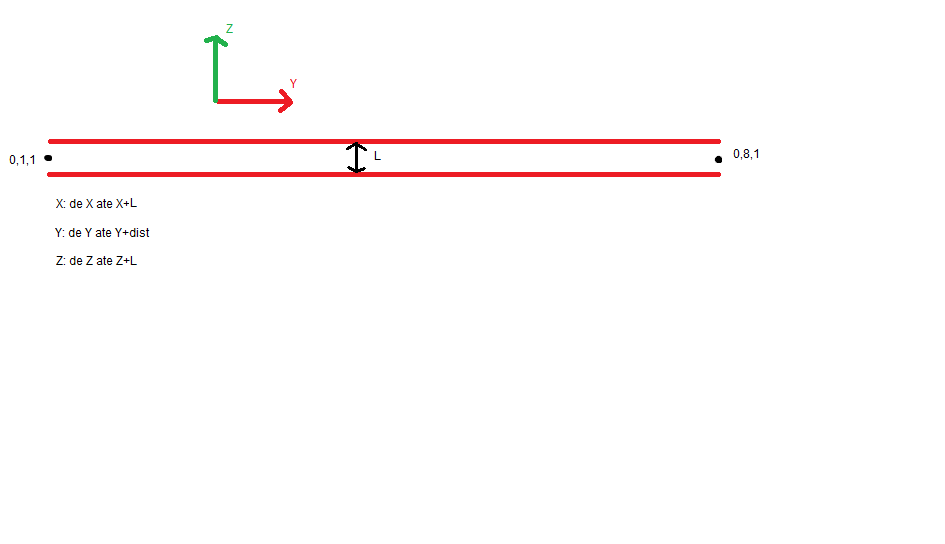 Z
Y
0,1,1
L
0,8,1
X: de X ate X+L
Y: de Y ate Y+dist
Z: de Z ate Z+L